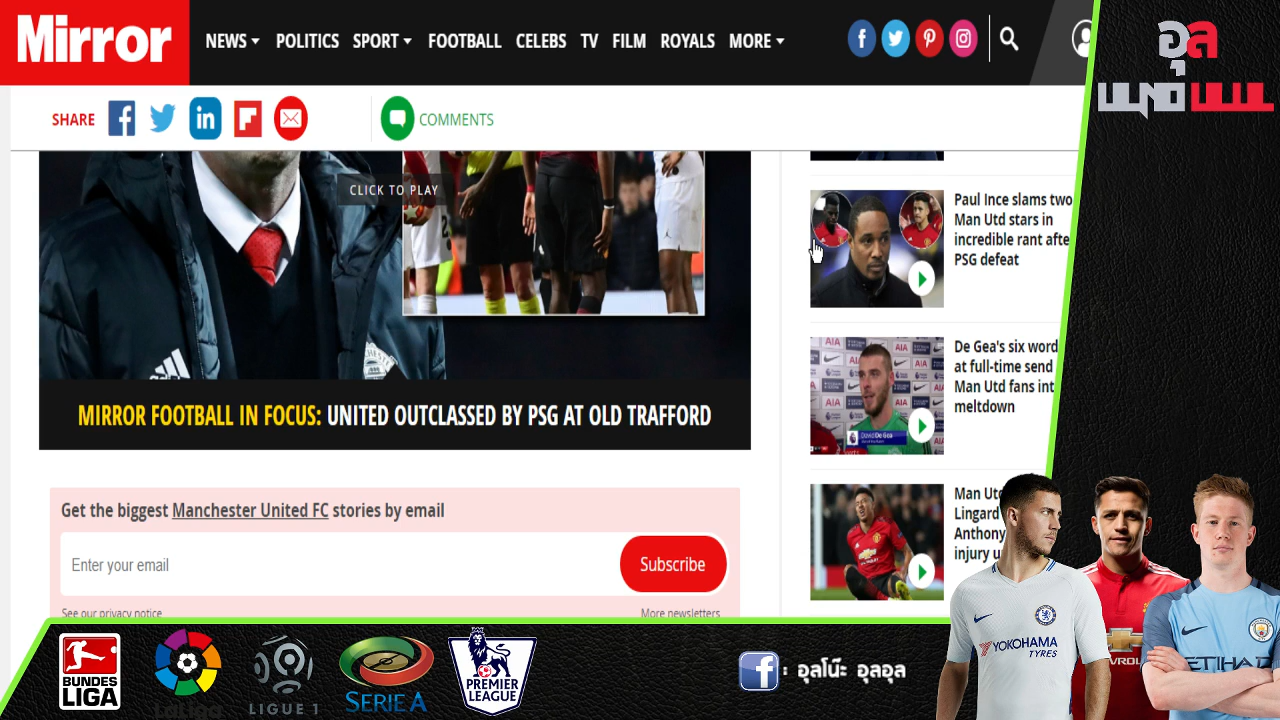 Mirror
NEWS POLITICS SPORT FOOTBALL CELEBS TV FILM ROYALS MORE
อุล
SHARE
COMMENTS
CLICK TO PLAY
Paul Ince slams two
Man Utd stars in
incredible rant afte
PSG defeat
De Gea's six word
at full-time send
Man Utd fans int
meltdown
MIRROR FOOTBALL IN FOCUS: UNITED OUTCLASSED BY PSG AT OLD TRAFFORD
Get the biggest Manchester United FC stories by email
Enter your email
Subscribe
See our privacy notice
More newsletters
Man Utd
Lingard
Anthony
injury u
BUNDES
LIGA
LaLiga
LIGUE 1
SERIE A
PREMIER
LEAGUE
: อุลโน๊ะ อุลอุล
YOKOHAMA
TYRES
ETIHAD